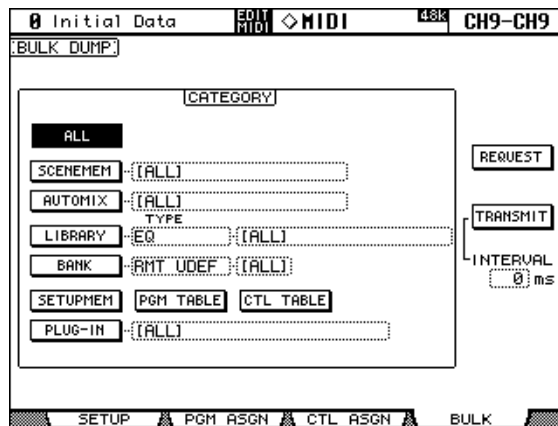 0 Initial Data EDIT MIDI ◇MIDI 48k CH9-CH9
BULK DUMP
CATEGORY
ALL
REQUEST
SCENEMEM [ALL]
AUTOMIX [ALL]
TYPE
TRANSMIT
LIBRARY EQ [ALL]
BANK RMT UDEF [ALL]
INTERVAL
0 ms
SETUPMEM PGM TABLE CTL TABLE
PLUG-IN [ALL]
SETUP PGM ASGN CTL ASGN BULK